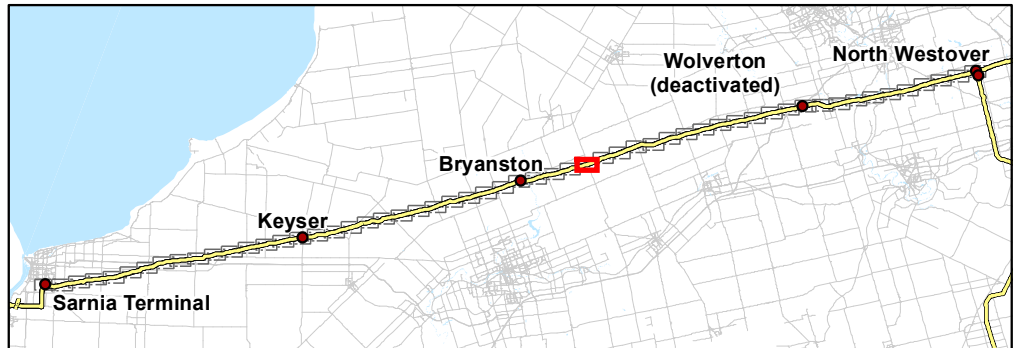 Wolverton
(deactivated)
North Westover
Bryanston
Keyser
Sarnia Terminal